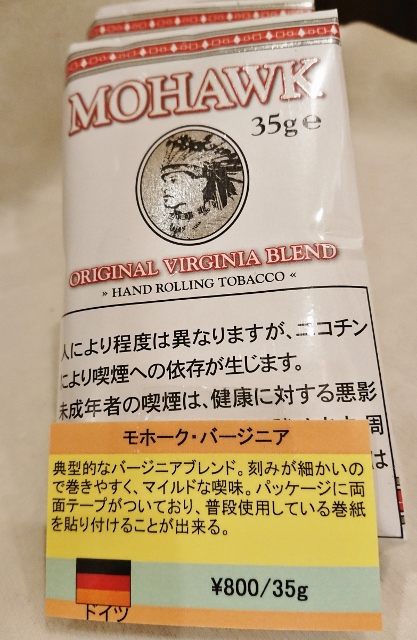 MOHAWK
35g e
ORIGINAL VIRGINIA BLEND
» HAND ROLLING TOBACCO «
人により程度は異なりますが、ニコチン
により喫煙への依存が生じます。
未成年者の喫煙は、健康に対する悪影
周
は
モホーク・バージニア
典型的なバージニアブレンド。刻みが細かいの
で巻きやすく、マイルドな喫味。パッケージに両
面テープがついており、普段使用している巻紙
を貼り付けることが出来る。
¥800/35g
ドイツ